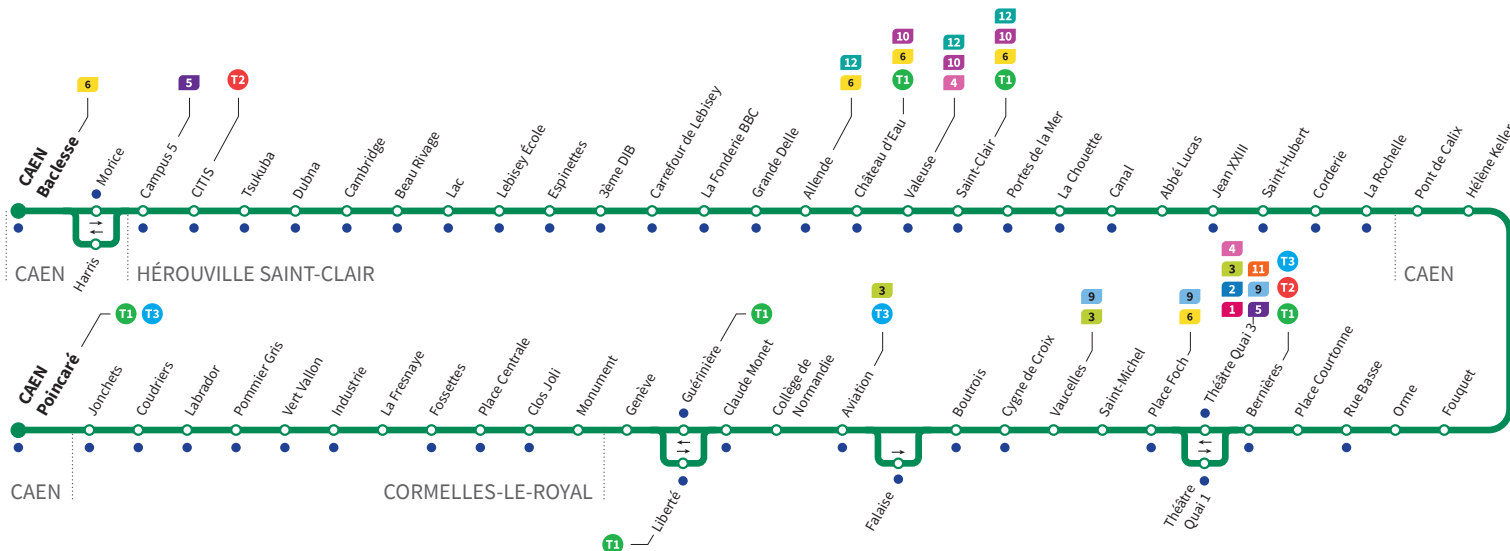 12
10
12
10
12
10
6
12
6
4
6
5
T2
6
T1
T1
CAEN
Baclesse
Morice
Campus 5
CITIS
Tsukuba
Dubna
Cambridge
Beau Rivage
Lac
Lebisey École
Espinettes
3ème DIB
Carrefour de Lebisey
La Fonderie BBC
Grande Delle
Allende
Château d'Eau
Valeuse
Saint-Clair
Portes de la Mer
La Chouette
Canal
Abbé Lucas
Jean XXIII
Saint-Hubert
Corderie
La Rochelle
Pont de Calix
Hélène Keller
Harris
CAEN
HÉROUVILLE SAINT-CLAIR
CAEN
T1 T3
T1
3
T3
9
3
9
6
4
3 11 T3
2 9 T2
1 5 T1
CAEN
Poincaré
Jonchets
Coudriers
Labrador
Pommier Gris
Vert Vallon
Industrie
La Fresnaye
Fossettes
Place Centrale
Clos Joli
Monument
Genève
Guérinière
Claude Monet
Collège de
Normandie
Aviation
Boutrois
Cygne de Croix
Vaucelles
Saint-Michel
Place Foch
Théâtre Quai 3
Bernières
Place Courtonne
Rue Basse
Orme
Fouquet
CAEN
CORMELLES-LE-ROYAL
Liberté
T1
Falaise
Théâtre
Quai 1